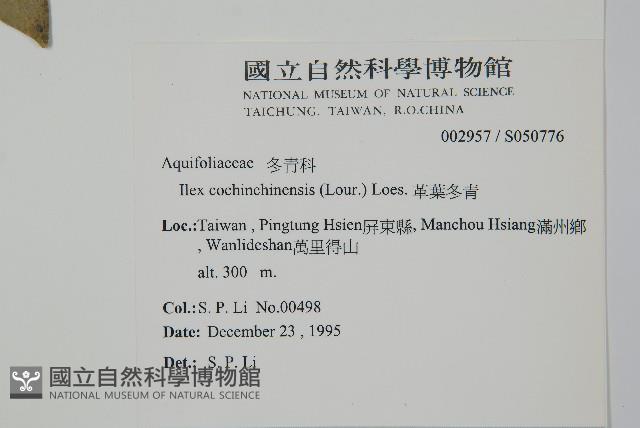 國立自然科學博物館
NATIONAL MUSEUM OF NATURAL SCIENCE
TAICHUNG. TAIWAN, R.O.CHINA
002957 / S050776
Aquifoliaceae 冬青科
Ilex cochinchinensis (Lour.) Loes. 革葉冬青
Loc.:Taiwan , Pingtung Hsien屏東縣, Manchou Hsiang滿州鄉
, Wanlideshan萬里得山
alt. 300 m.
Col.:S. P. Li No.00498
Date: December 23 , 1995
Det.: S. P. Li
國立自然科學博物館
NATIONAL MUSEUM OF NATURAL SCIENCE